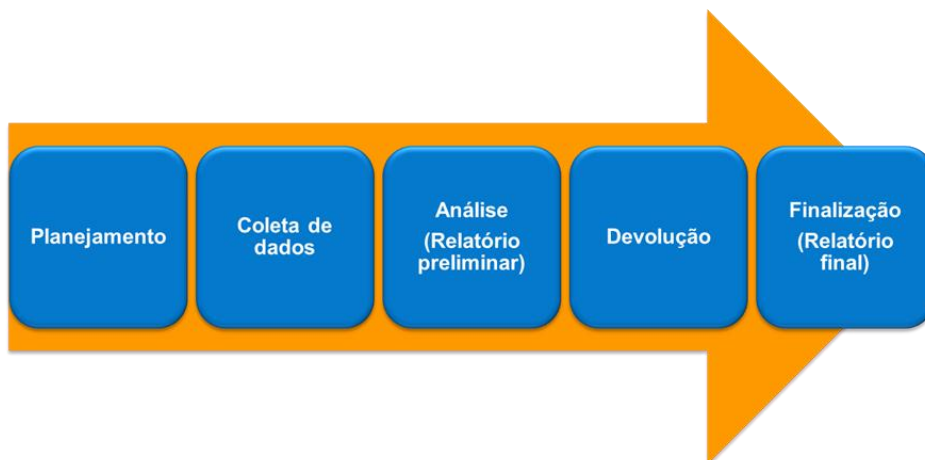 Planejamento
Coleta de
dados
Análise
(Relatório
preliminar)
Devolução
Finalização
(Relatório
final)